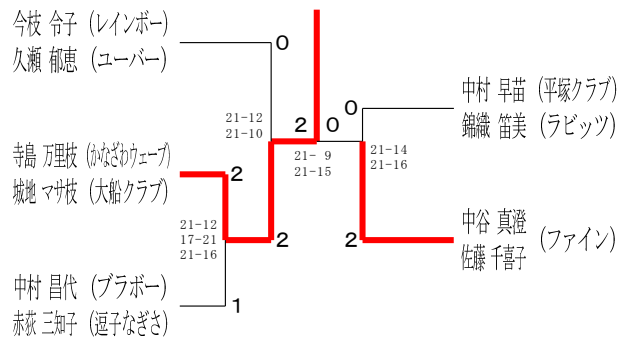 今枝 令子 (レインボー)
久瀬 郁恵 (ユーバー)
0
21-12
21-10
2
0
0
中村 早苗 (平塚クラブ)
錦織 笛美 (ラビッツ)
21- 9
21-15
21-14
21-16
寺島 万里枝 (かなざわウェーブ)
城地 マサ枝 (大船クラブ)
2
21-12
17-21
21-16
2
2
中谷 真澄
佐藤 千喜子
(ファイン)
中村 昌代 (ブラボー)
赤荻 三知子 (逗子なぎさ)
1